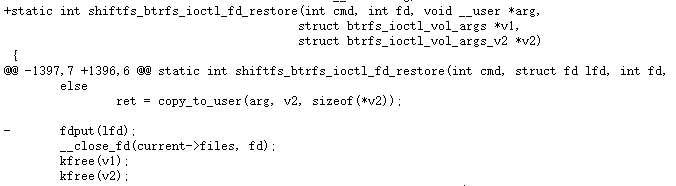 +static int shiftfs_btrfs_ioctl_fd_restore(int cmd, int fd, void __user *arg,
struct btrfs_ioctl_vol_args *v1,
struct btrfs_ioctl_vol_args_v2 *v2)
{
@@ -1397,7 +1396,6 @@ static int shiftfs_btrfs_ioctl_fd_restore(int cmd, struct fd lfd, int fd,
else
ret = copy_to_user(arg, v2, sizeof(*v2));
-       fdput(lfd);
__close_fd(current->files, fd);
kfree(v1);
kfree(v2);